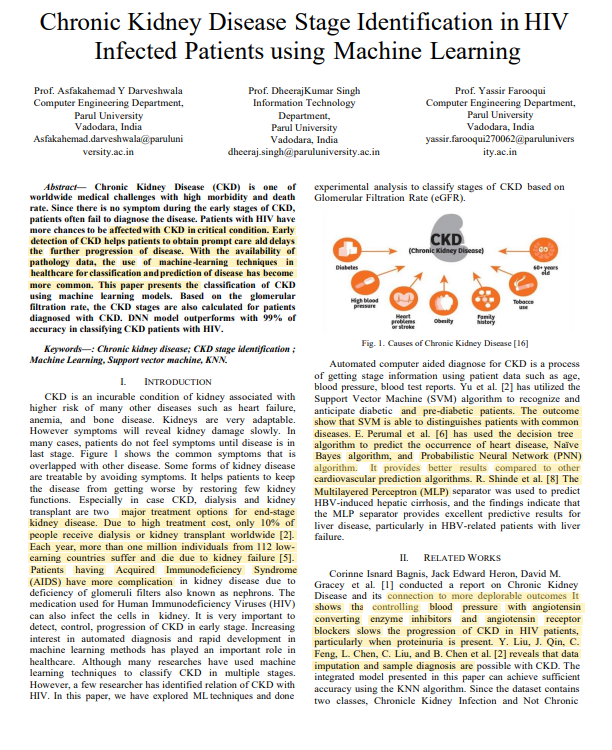 Chronic Kidney Disease Stage Identification in HIV
Infected Patients using Machine Learning
Prof. Asfakahemad Y Darveshwala
Computer Engineering Department,
Parul University
Vadodara, India
Asfakahemad.darveshwala@paruluni
versity.ac.in
Prof. DheerajKumar Singh
Information Technology
Department,
Parul University
Vadodara, India
dheeraj.singh@paruluniversity.ac.in
Prof. Yassir Farooqui
Computer Engineering Department,
Parul University
Vadodara, India
yassir.farooqui270062@parulunivers
ity.ac.in
Abstract— Chronic Kidney Disease (CKD) is one of
worldwide medical challenges with high morbidity and death
rate. Since there is no symptom during the early stages of CKD,
patients often fail to diagnose the disease. Patients with HIV have
more chances to be affected with CKD in critical condition. Early
detection of CKD helps patients to obtain prompt care ald delays
the further progression of disease. With the availability of
pathology data, the use of machine-learning techniques in
healthcare for classification and prediction of disease has become
more common. This paper presents the classification of CKD
using machine learning models. Based on the glomerular
filtration rate, the CKD stages are also calculated for patients
diagnosed with CKD. DNN model outperforms with 99% of
accuracy in classifying CKD patients with HIV.
Keywords—: Chronic kidney disease; CKD stage identification ;
Machine Learning, Support vector machine, KNN.
I. INTRODUCTION
CKD is an incurable condition of kidney associated with
higher risk of many other diseases such as heart failure,
anemia, and bone disease. Kidneys are very adaptable.
However symptoms will reveal kidney damage slowly. In
many cases, patients do not feel symptoms until disease is in
last stage. Figure 1 shows the common symptoms that is
overlapped with other disease. Some forms of kidney disease
are treatable by avoiding symptoms. It helps patients to keep
the disease from getting worse by restoring few kidney
functions. Especially in case CKD, dialysis and kidney
transplant are two major treatment options for end-stage
kidney disease. Due to high treatment cost, only 10% of
people receive dialysis or kidney transplant worldwide [2].
Each year, more than one million individuals from 112 low-
earning countries suffer and die due to kidney failure [5].
Patients having Acquired Immunodeficiency Syndrome
(AIDS) have more complication in kidney disease due to
deficiency of glomeruli filters also known as nephrons. The
medication used for Human Immunodeficiency Viruses (HIV)
can also infect the cells in kidney. It is very important to
detect, control, progression of CKD in early stage. Increasing
interest in automated diagnosis and rapid development in
machine learning methods has played an important role in
healthcare. Although many researches have used machine
learning techniques to classify CKD in multiple stages.
However, a few researcher has identified relation of CKD with
HIV. In this paper, we have explored ML techniques and done
experimental analysis to classify stages of CKD based on
Glomerular Filtration Rate (eGFR).
CKD
(Chronic Kidney Disease)
Diabetes
High blood
pressure
Heart
problems
or stroke
Obesity
Family
history
Tobacco
use
60
60+ years
old
Fig. 1. Causes of Chronic Kidney Disease [16]
Automated computer aided diagnose for CKD is a process
of getting stage information using patient data such as age,
blood pressure, blood test reports. Yu et al. [2] has utilized the
Support Vector Machine (SVM) algorithm to recognize and
anticipate diabetic and pre-diabetic patients. The outcome
show that SVM is able to distinguishes patients with common
diseases. E. Perumal et al. [6] has used the decision tree
algorithm to predict the occurrence of heart disease, Naïve
Bayes algorithm, and Probabilistic Neural Network (PNN)
algorithm. It provides better results compared to other
cardiovascular prediction algorithms. R. Shinde et al. [8] The
Multilayered Perceptron (MLP) separator was used to predict
HBV-induced hepatic cirrhosis, and the findings indicate that
the MLP separator provides excellent predictive results for
liver disease, particularly in HBV-related patients with liver
failure.
II. RELATED WORKS
Corinne Isnard Bagnis, Jack Edward Heron, David M.
Gracey et al. [1] conducted a report on Chronic Kidney
Disease and its connection to more deplorable outcomes It
shows tha controlling blood pressure with angiotensin
converting enzyme inhibitors and angiotensin receptor
blockers slows the progression of CKD in HIV patients,
particularly when proteinuria is present. Y. Liu, J. Qin, C.
Feng, L. Chen, C. Liu, and B. Chen et al. [2] reveals that data
imputation and sample diagnosis are possible with CKD. The
integrated model presented in this paper can achieve sufficient
accuracy using the KNN algorithm. Since the dataset contains
two classes, Chronicle Kidney Infection and Not Chronic